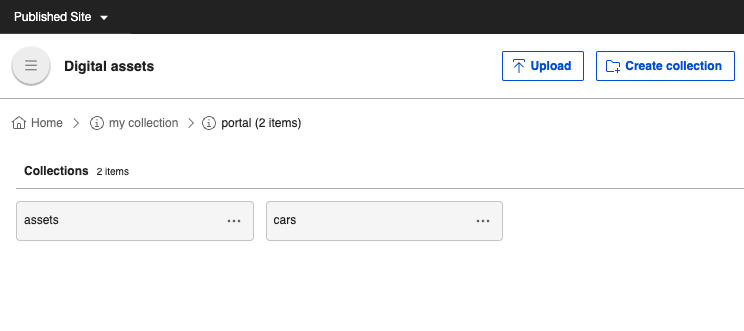 Published Site
Digital assets
Upload
Create collection
Home > my collection > portal (2 items)
Collections 2 items
assets
cars